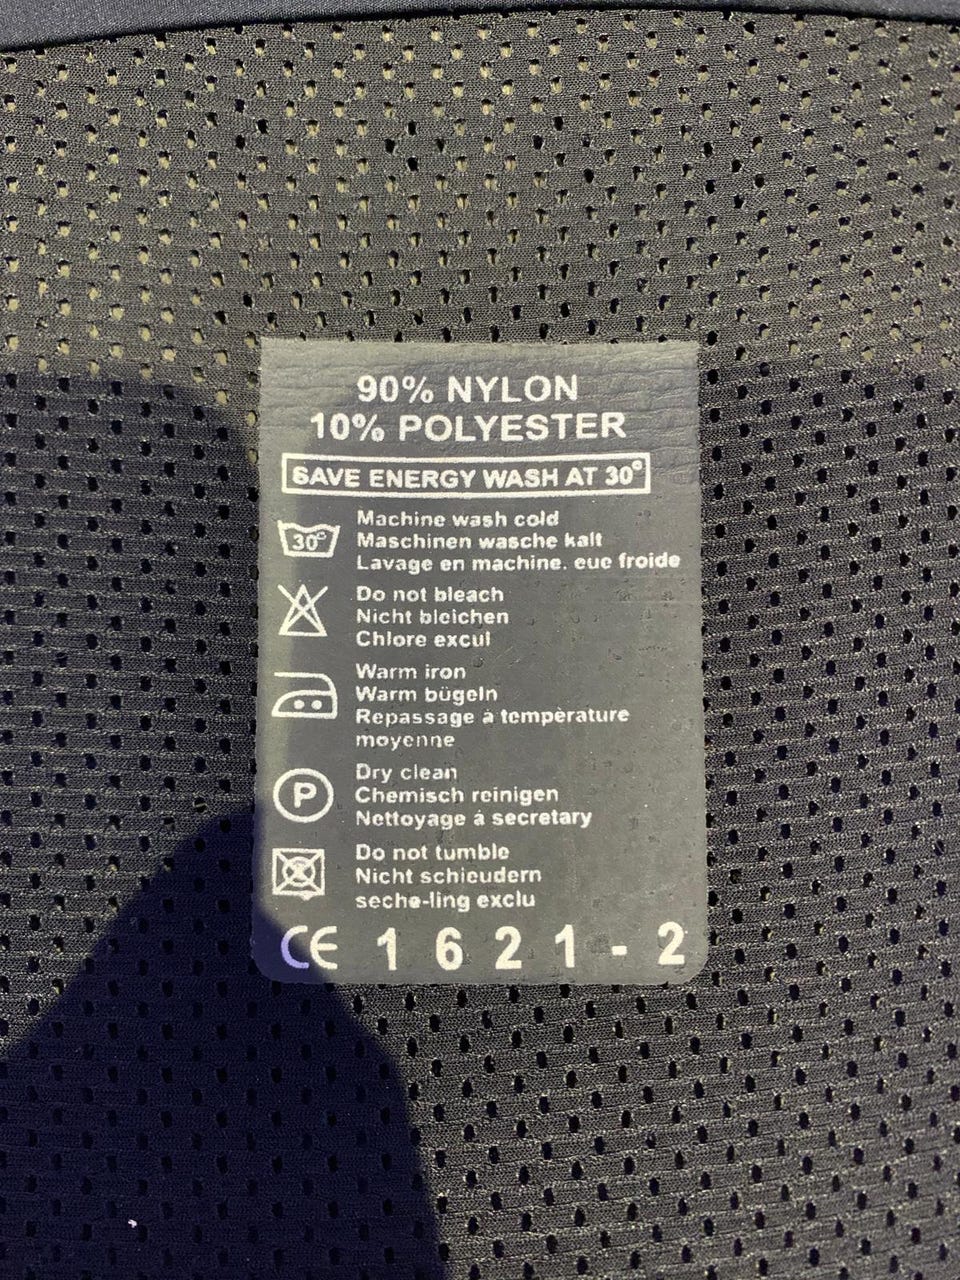 90% NYLON
10% POLYESTER
SAVE ENERGY WASH AT 30°
30°
Machine wash cold
Maschinen wasche kalt
Lavage en machine. eue froide
Do not bleach
Nicht bleichen
Chlore excul
Warm iron
Warm bügeln
Repassage à tempèrature
moyenne
P
Dry clean
Chemisch reinigen
Nettoyage á secretary
Do not tumble
Nicht schieudern
seche-ling exclu
CE 1621-2